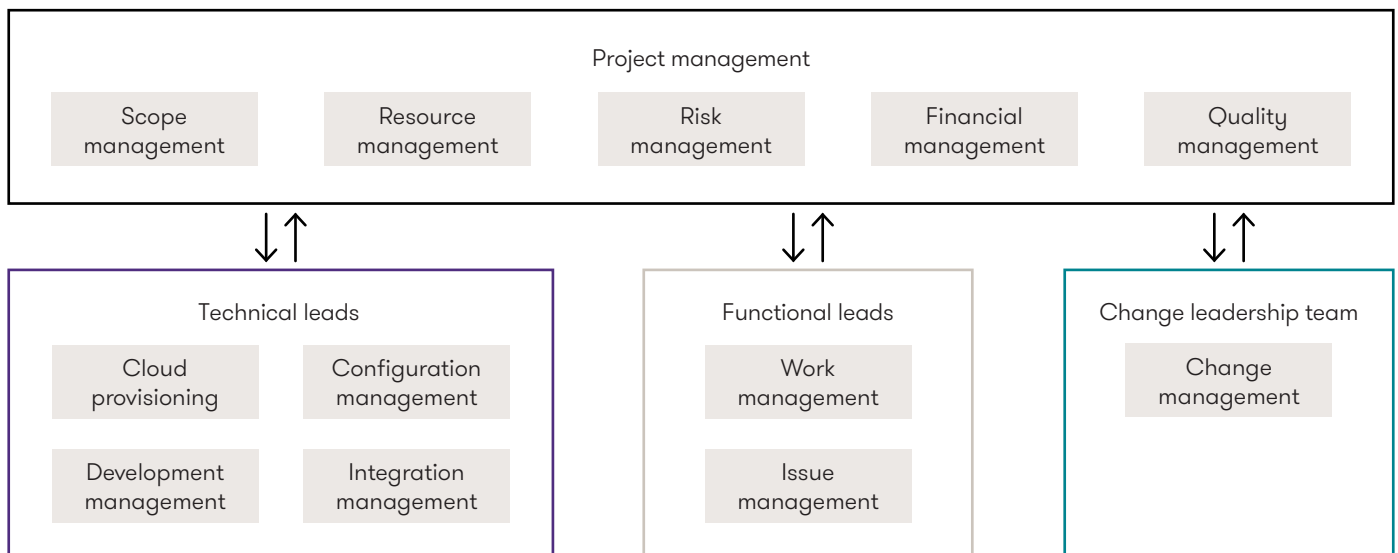 Project management
Scope
management
Resource
management
Risk
management
Financial
management
Quality
management
Technical leads
Cloud
provisioning
Configuration
management
Development
management
Integration
management
Functional leads
Work
management
Issue
management
Change leadership team
Change
management